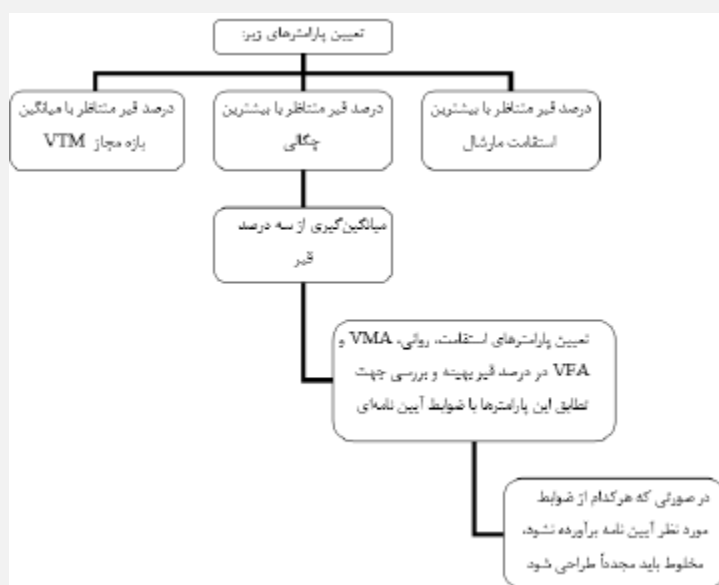 تعیین پارامترهای زیر:
درصد قیر متناظر با بیشترین
استقامت مارشال
درصد قیر متناظر با بیشترین
چگالی
درصد قیر متناظر با میانگین
بازه مجاز VTM
میانگین‌گیری از سه درصد
قیر
تعیین پارامترهای استقامت، روانی، VMA و
VFA در درصد قیر بهینه و بررسی جهت
تطابق این پارامترها با ضوابط آیین نامه‌ای
در صورتی که هرکدام از ضوابط
مورد نظر آیین نامه برآورده نشود،
مخلوط باید مجدداً طراحی شود